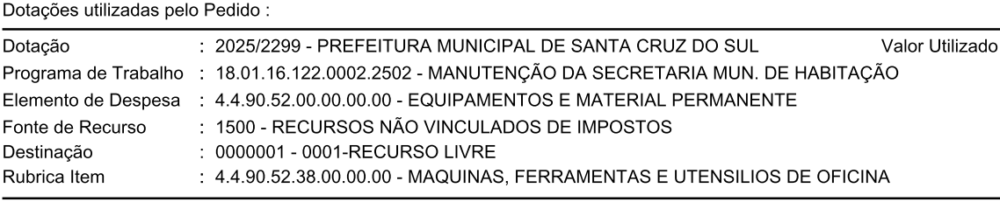 Dotações utilizadas pelo Pedido :
Dotação : 2025/2299 - PREFEITURA MUNICIPAL DE SANTA CRUZ DO SUL Valor Utilizado
Programa de Trabalho : 18.01.16.122.0002.2502 - MANUTENÇÃO DA SECRETARIA MUN. DE HABITAÇÃO
Elemento de Despesa : 4.4.90.52.00.00.00.00 - EQUIPAMENTOS E MATERIAL PERMANENTE
Fonte de Recurso : 1500 - RECURSOS NÃO VINCULADOS DE IMPOSTOS
Destinação : 0000001 - 0001-RECURSO LIVRE
Rubrica Item : 4.4.90.52.38.00.00.00 - MAQUINAS, FERRAMENTAS E UTENSILIOS DE OFICINA